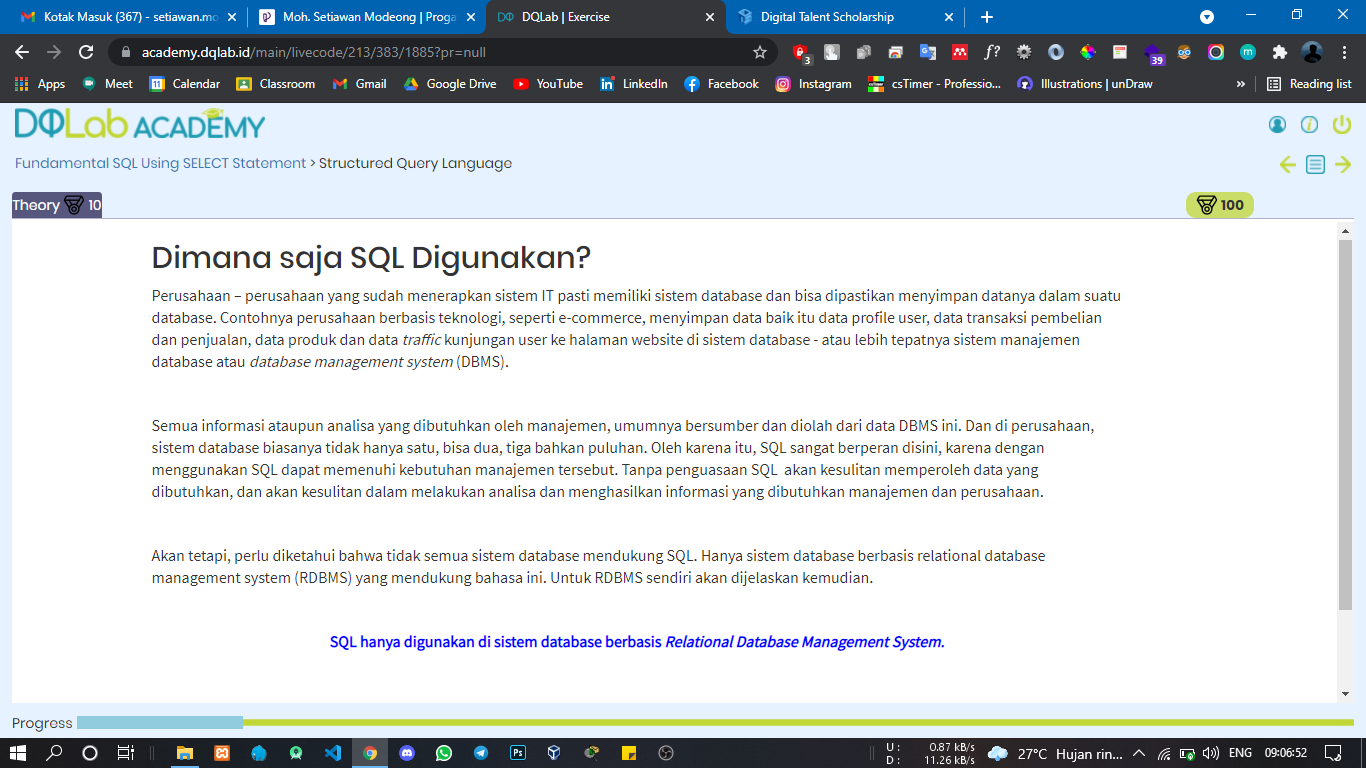 Kotak Masuk (367) - setiawan.mo
Moh. Setiawan Modeong | Proga
DQLab | Exercise
Digital Talent Scholarship
academy.dqlab.id/main/livecode/213/383/1885?pr=null
3
39
Apps
Meet
Calendar
Classroom
Gmail
Google Drive
YouTube
LinkedIn
Facebook
Instagram
csTimer - Professio...
Illustrations | unDraw
»
Reading list
DQLab ACADEMY
Fundamental SQL Using SELECT Statement > Structured Query Language
Theory 10
100
Dimana saja SQL Digunakan?
Perusahaan – perusahaan yang sudah menerapkan sistem IT pasti memiliki sistem database dan bisa dipastikan menyimpan datanya dalam suatu
database. Contohnya perusahaan berbasis teknologi, seperti e-commerce, menyimpan data baik itu data profile user, data transaksi pembelian
dan penjualan, data produk dan data traffic kunjungan user ke halaman website di sistem database - atau lebih tepatnya sistem manajemen
database atau database management system (DBMS).
Semua informasi ataupun analisa yang dibutuhkan oleh manajemen, umumnya bersumber dan diolah dari data DBMS ini. Dan di perusahaan,
sistem database biasanya tidak hanya satu, bisa dua, tiga bahkan puluhan. Oleh karena itu, SQL sangat berperan disini, karena dengan
menggunakan SQL dapat memenuhi kebutuhan manajemen tersebut. Tanpa penguasaan SQL  akan kesulitan memperoleh data yang
dibutuhkan, dan akan kesulitan dalam melakukan analisa dan menghasilkan informasi yang dibutuhkan manajemen dan perusahaan.
Akan tetapi, perlu diketahui bahwa tidak semua sistem database mendukung SQL. Hanya sistem database berbasis relational database
management system (RDBMS) yang mendukung bahasa ini. Untuk RDBMS sendiri akan dijelaskan kemudian.
SQL hanya digunakan di sistem database berbasis Relational Database Management System.
Progress
U : 0.87 kB/s
D : 11.26 kB/s
27°C Hujan rin...
ENG
09:06:52